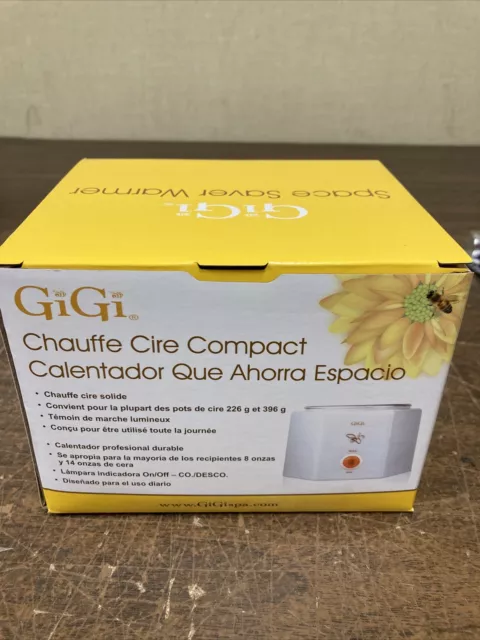 Space Saver Warmer
GiGi
GiGi®
Chauffe Cire Compact
Calentador Que Ahorra Espacio
• Chauffe cire solide
• Convient pour la plupart des pots de cire 226 g et 396 g
• Témoin de marche lumineux
• Conçu pour être utilisé toute la journée
• Calentador profesional durable
• Se apropia para la mayoria de los recipientes 8 onzas
y 14 onzas de cera
• Lámpara indicadora On/Off – CO./DESCO.
• Diseñado para el uso diario
GiGi
www.GiGispa.com